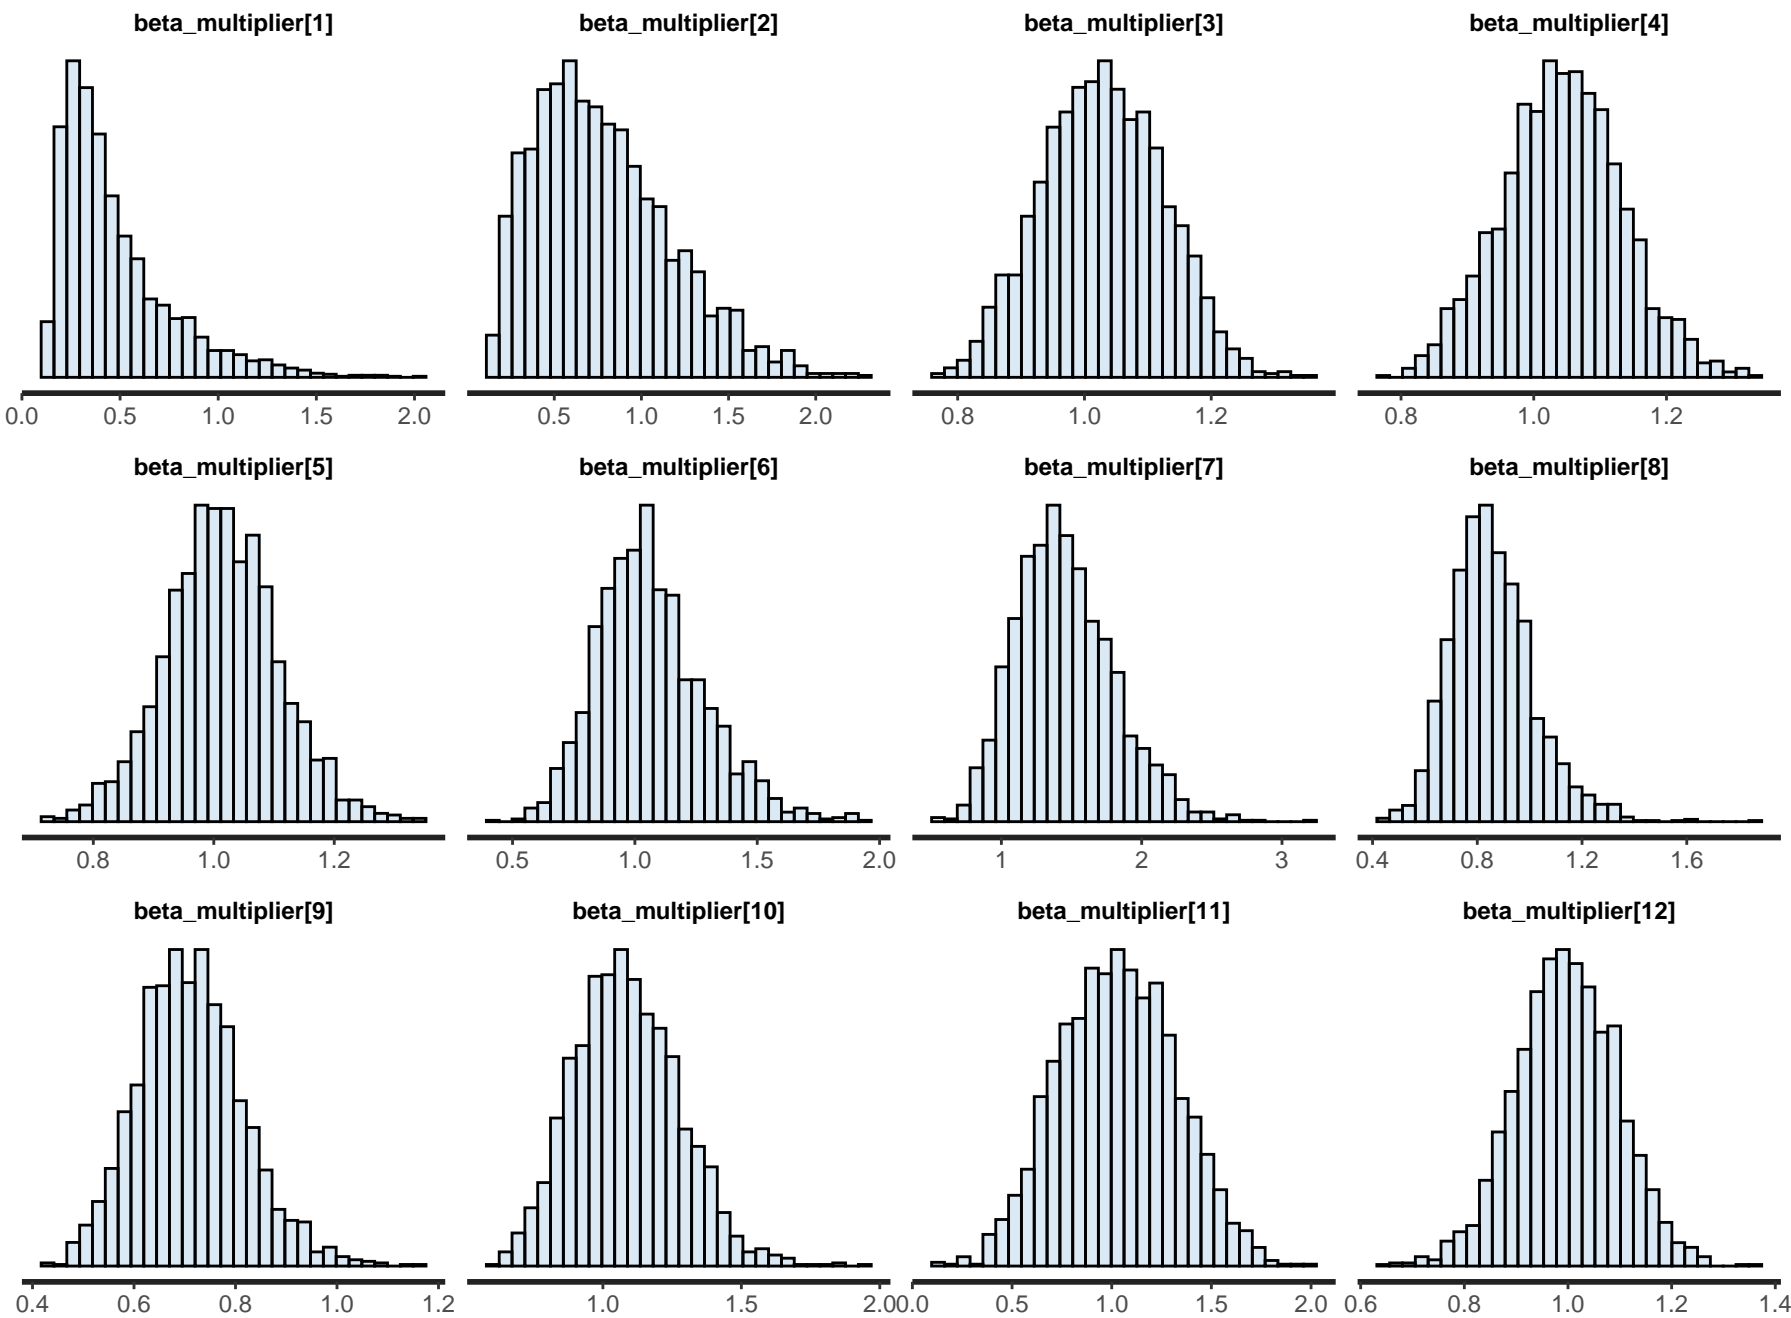 beta_multiplier[1] beta_multiplier[2] beta_multiplier[3] beta_multiplier[4]
0.0 0.5 1.0 1.5 2.0 0.5 1.0 1.5 2.0 0.8 1.0 1.2 0.8 1.0 1.2
beta_multiplier[5] beta_multiplier[6] beta_multiplier[7] beta_multiplier[8]
0.8 1.0 1.2 0.5 1.0 1.5 2.0 1 2 3 0.4 0.8 1.2 1.6
beta_multiplier[9] beta_multiplier[10] beta_multiplier[11] beta_multiplier[12]
0.4 0.6 0.8 1.0 1.2 1.0 1.5 2.0 0.0 0.5 1.0 1.5 2.0 0.6 0.8 1.0 1.2 1.4